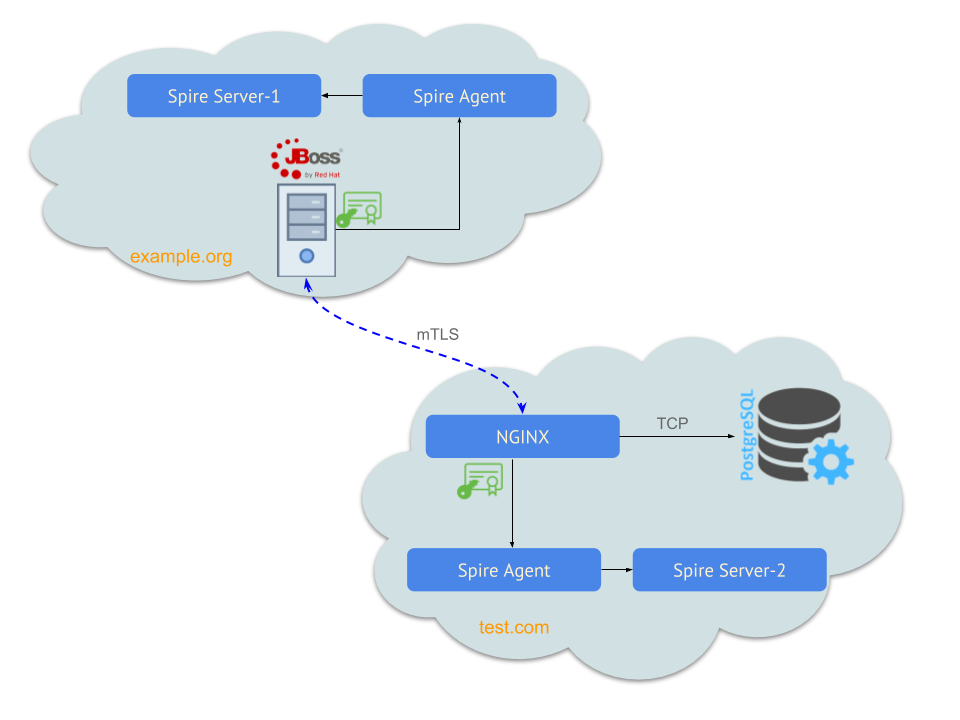 Spire Server-1
Spire Agent
JBoss
by Red Hat
example.org
mTLS
NGINX
TCP
PostgreSQL
Spire Agent
Spire Server-2
test.com